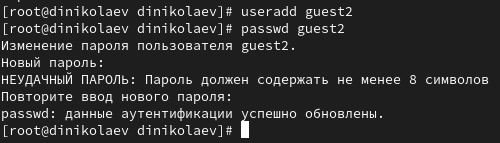 [root@dinikolaev dinikolaev]# useradd guest2
[root@dinikolaev dinikolaev]# passwd guest2
Изменение пароля пользователя guest2.
Новый пароль:
НЕУДАЧНЫЙ ПАРОЛЬ: Пароль должен содержать не менее 8 символов
Повторите ввод нового пароля:
passwd: данные аутентификации успешно обновлены.
[root@dinikolaev dinikolaev]#